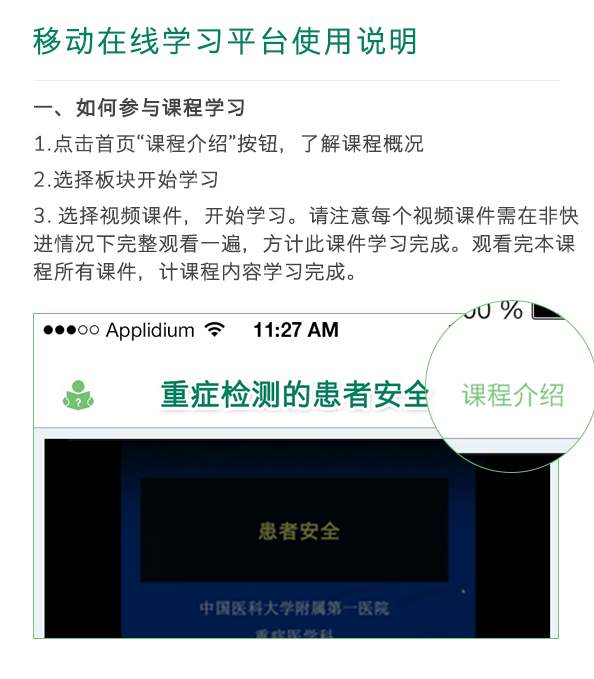 移动在线学习平台使用说明
一、如何参与课程学习
1.点击首页“课程介绍”按钮，了解课程概况
2.选择板块开始学习
3. 选择视频课件，开始学习。请注意每个视频课件需在非快
进情况下完整观看一遍，方计此课件学习完成。观看完本课
程所有课件，计课程内容学习完成。
●●●○○ Applidium 11:27 AM 00 %
? 重症检测的患者安全 课程介绍
患者安全
中国医科大学附属第一医院
重症医学科